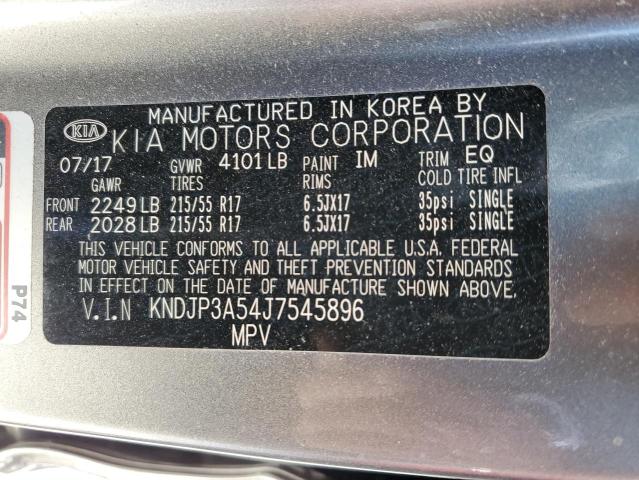 MANUFACTURED IN KOREA BY
KIA KIA MOTORS CORPORATION
07/17 GVWR 4101 LB PAINT IM TRIM EQ
GAWR TIRES RIMS COLD TIRE INFL
FRONT 2249 LB 215/55 R17 6.5JX17 35psi SINGLE
REAR 2028 LB 215/55 R17 6.5JX17 35psi SINGLE
THIS VEHICLE CONFORMS TO ALL APPLICABLE U.S.A. FEDERAL
MOTOR VEHICLE SAFETY AND THEFT PREVENTION STANDARDS
IN EFFECT ON THE DATE OF MANUFACTURE SHOWN ABOVE.
V.I.N KNDJP3A54J7545896
MPV
P74